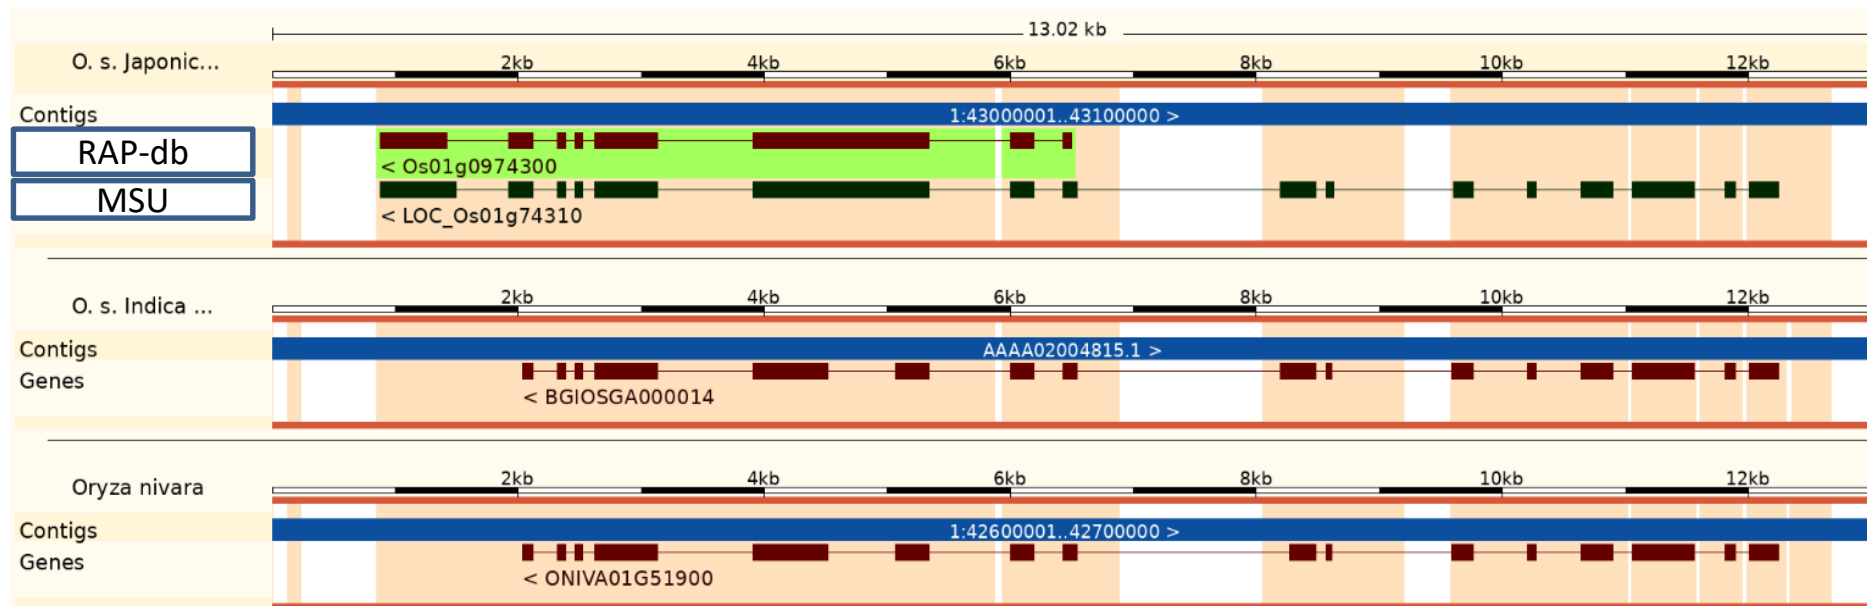 13.02 kb
O. s. Japonic...
2kb 4kb 6kb 8kb 10kb 12kb
Contigs
1:43000001..43100000 >
RAP-db
< Os01g0974300
MSU
< LOC_Os01g74310
O. s. Indica ...
2kb 4kb 6kb 8kb 10kb 12kb
Contigs
AAAA02004815.1 >
Genes
< BGIOSGA000014
Oryza nivara
2kb 4kb 6kb 8kb 10kb 12kb
Contigs
1:42600001..42700000 >
Genes
< ONIVA01G51900